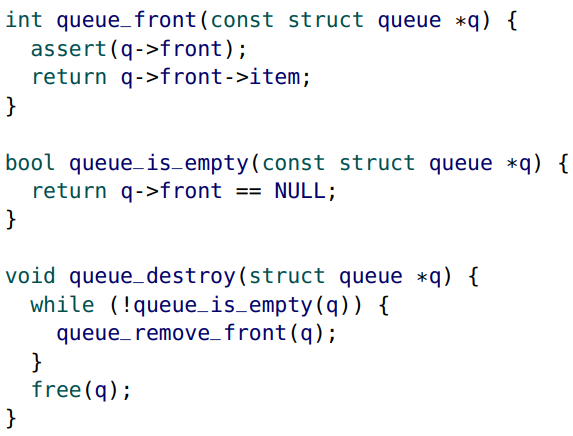 int queue_front(const struct queue *q) {
  assert(q->front);
  return q->front->item;
}

bool queue_is_empty(const struct queue *q) {
  return q->front == NULL;
}

void queue_destroy(struct queue *q) {
  while (!queue_is_empty(q)) {
    queue_remove_front(q);
  }
  free(q);
}